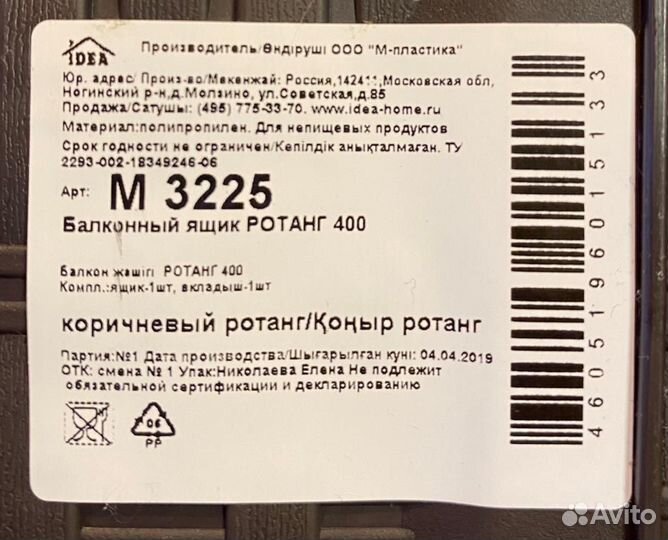 IDEA
Производитель/Өндіруші ООО "М-пластика"
Юр. адрес/ Произ-во/Мекенжай: Россия,142411,Московская обл,
Ногинский р-н,д.Молзино, ул.Советская,д.85
Продажа/Сатушы: (495) 775-33-70. www.idea-home.ru
Материал:полипропилен. Для непищевых продуктов
Срок годности не ограничен/Кепілдік анықталмаған. ТУ
2293-002-18349246-06
Арт: М 3225
Балконный ящик РОТАНГ 400
Балкон жәшігі РОТАНГ 400
Компл.:ящик-1шт, вкладыш-1шт
коричневый ротанг/Қоңыр ротанг
Партия:№1 Дата производства/Шығарылған күні: 04.04.2019
ОТК: смена № 1 Упак:Николаева Елена Не подлежит
обязательной сертификации и декларированию
06
PP
4605196015133
Avito